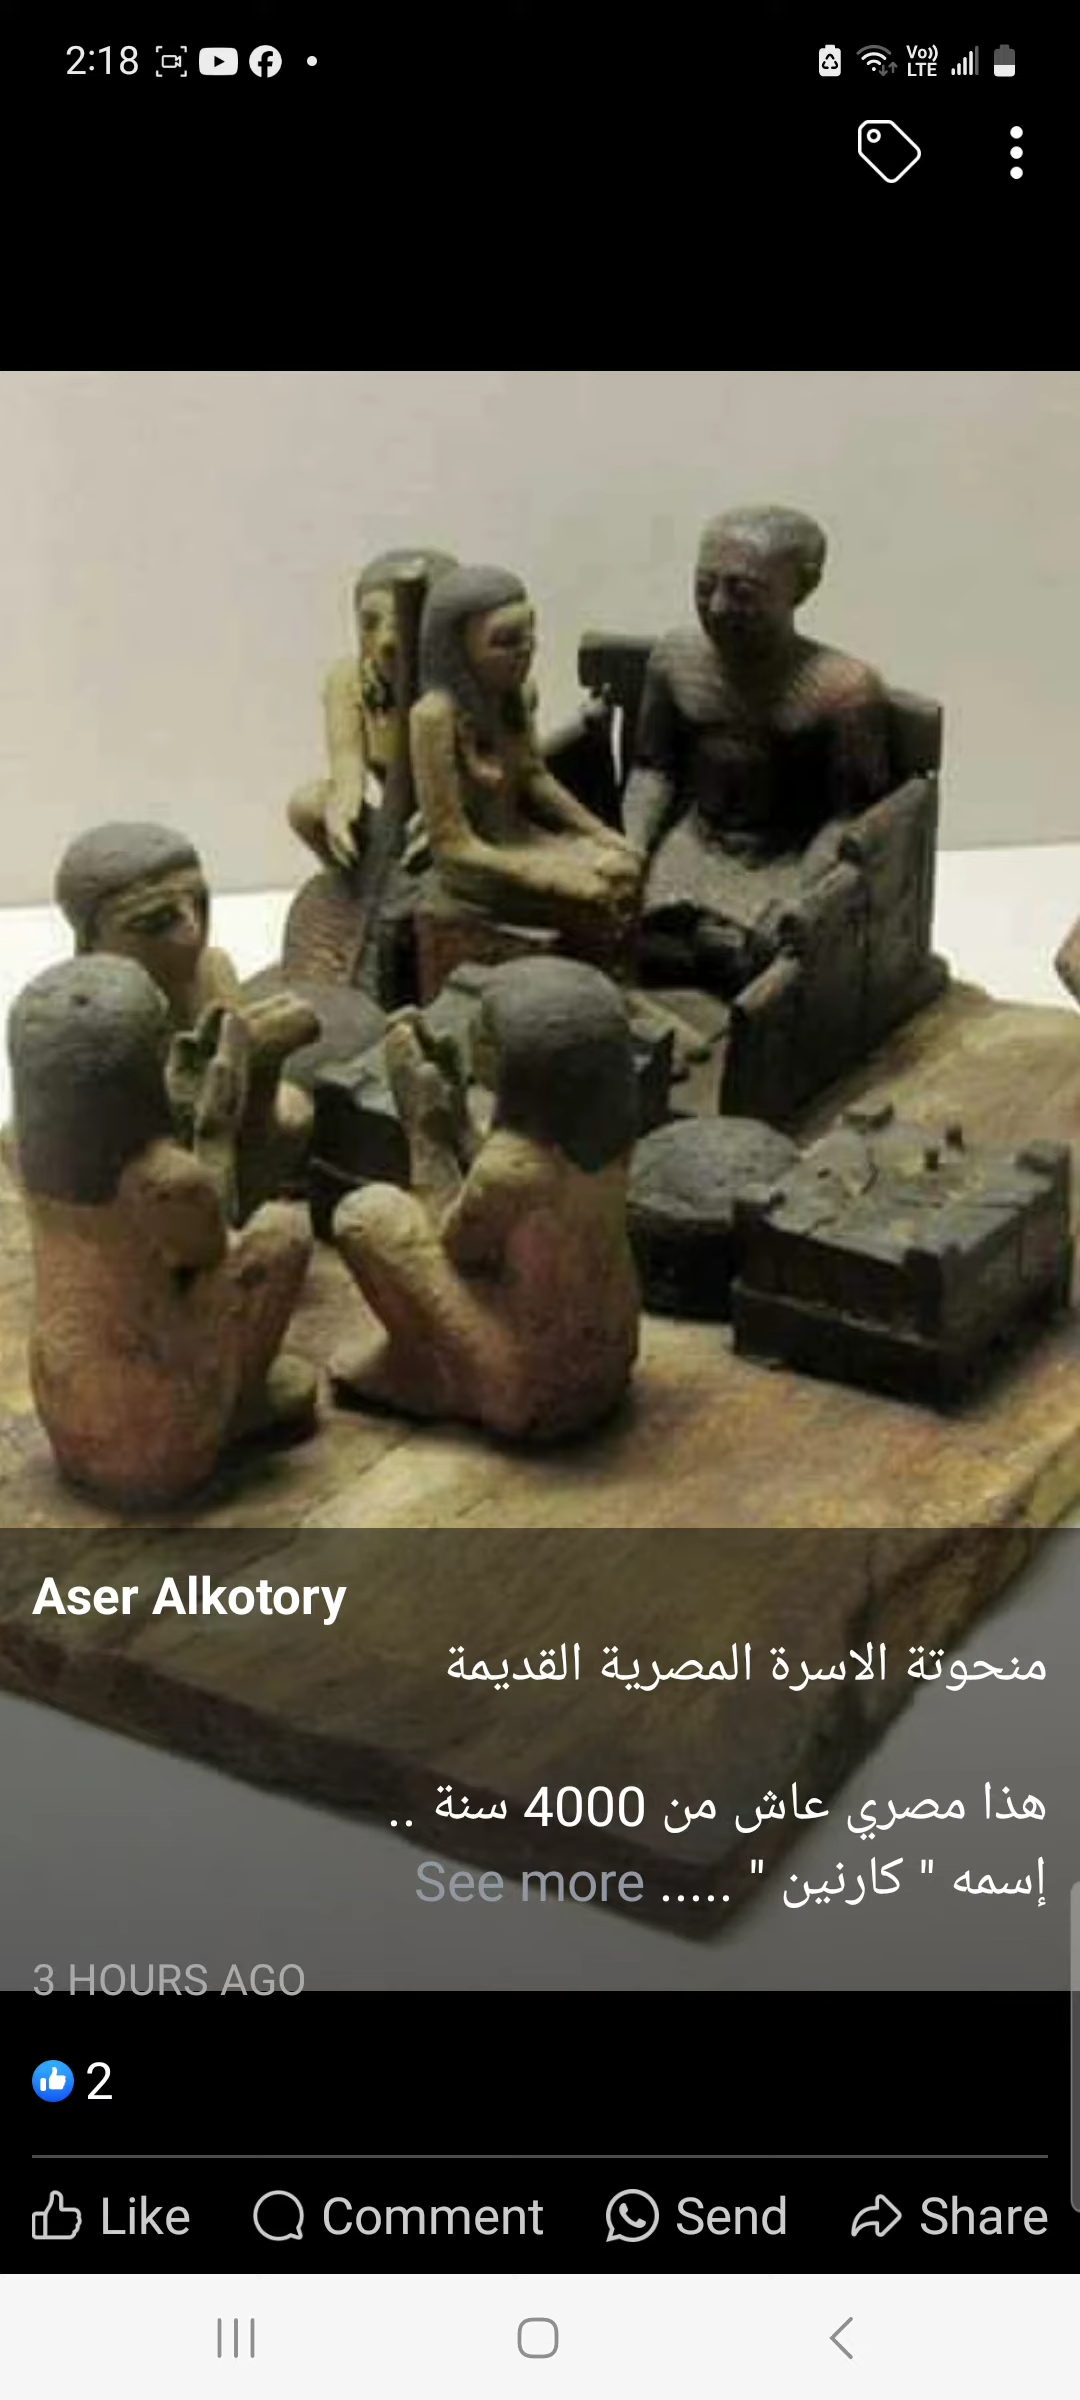 2:18
Vo))
LTE
Aser Alkotory
منحوتة الاسرة المصرية القديمة
هذا مصري عاش من 4000 سنة ..
إسمه " كارنين " ..... See more
3 HOURS AGO
2
Like Comment Send Share